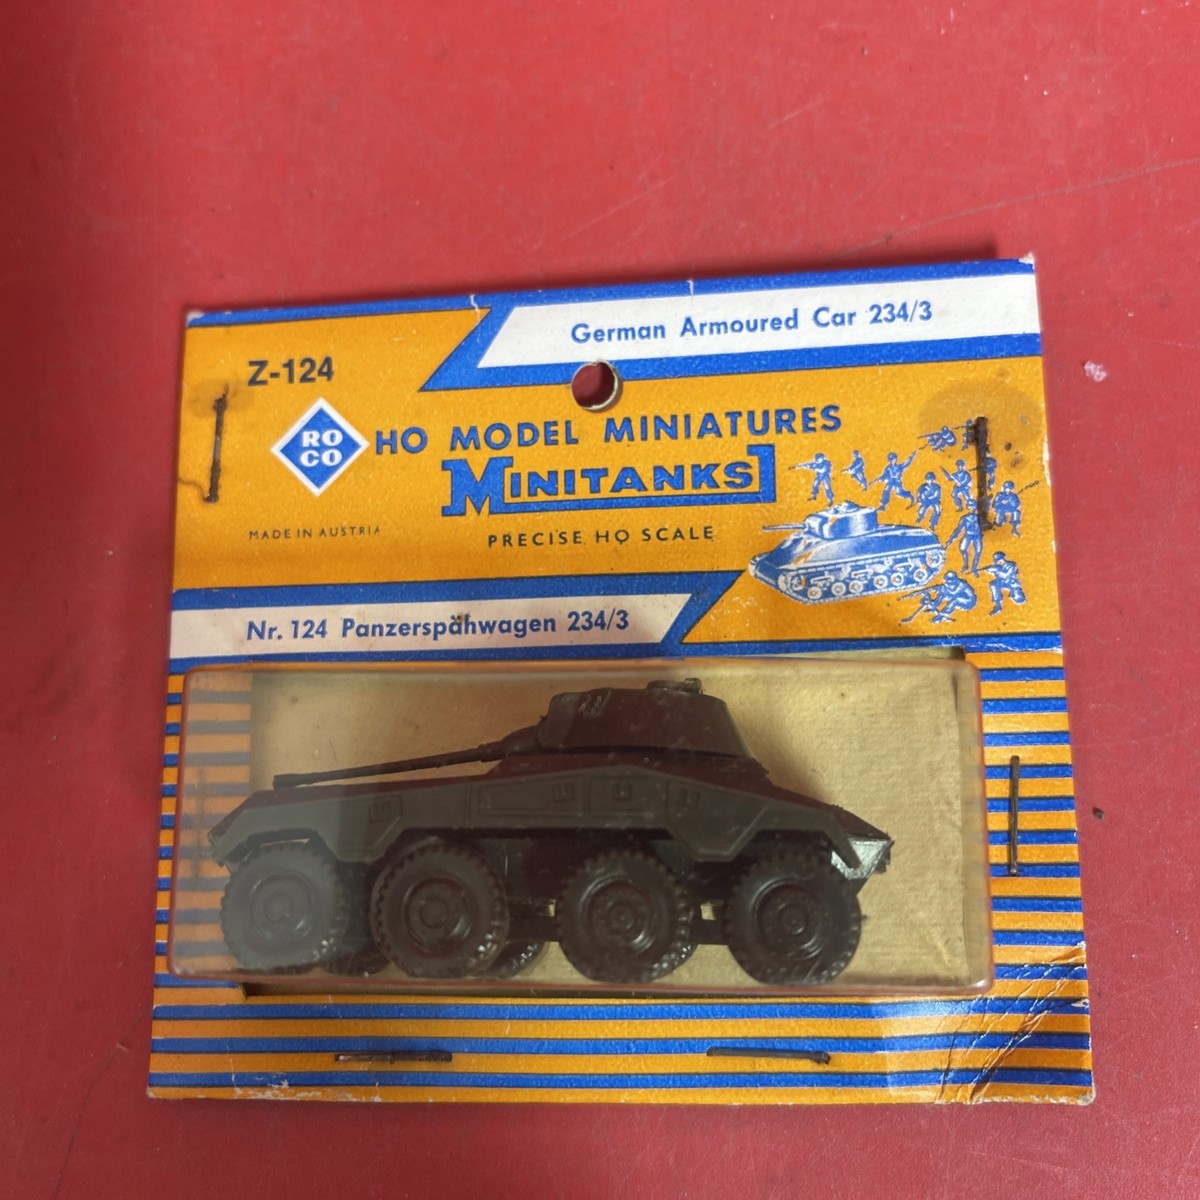 German Armoured Car 234/3
Z-124
RO
CO
HO MODEL MINIATURES
MINITANKS
MADE IN AUSTRIA
PRECISE HO SCALE
Nr. 124 Panzerspähwagen 234/3